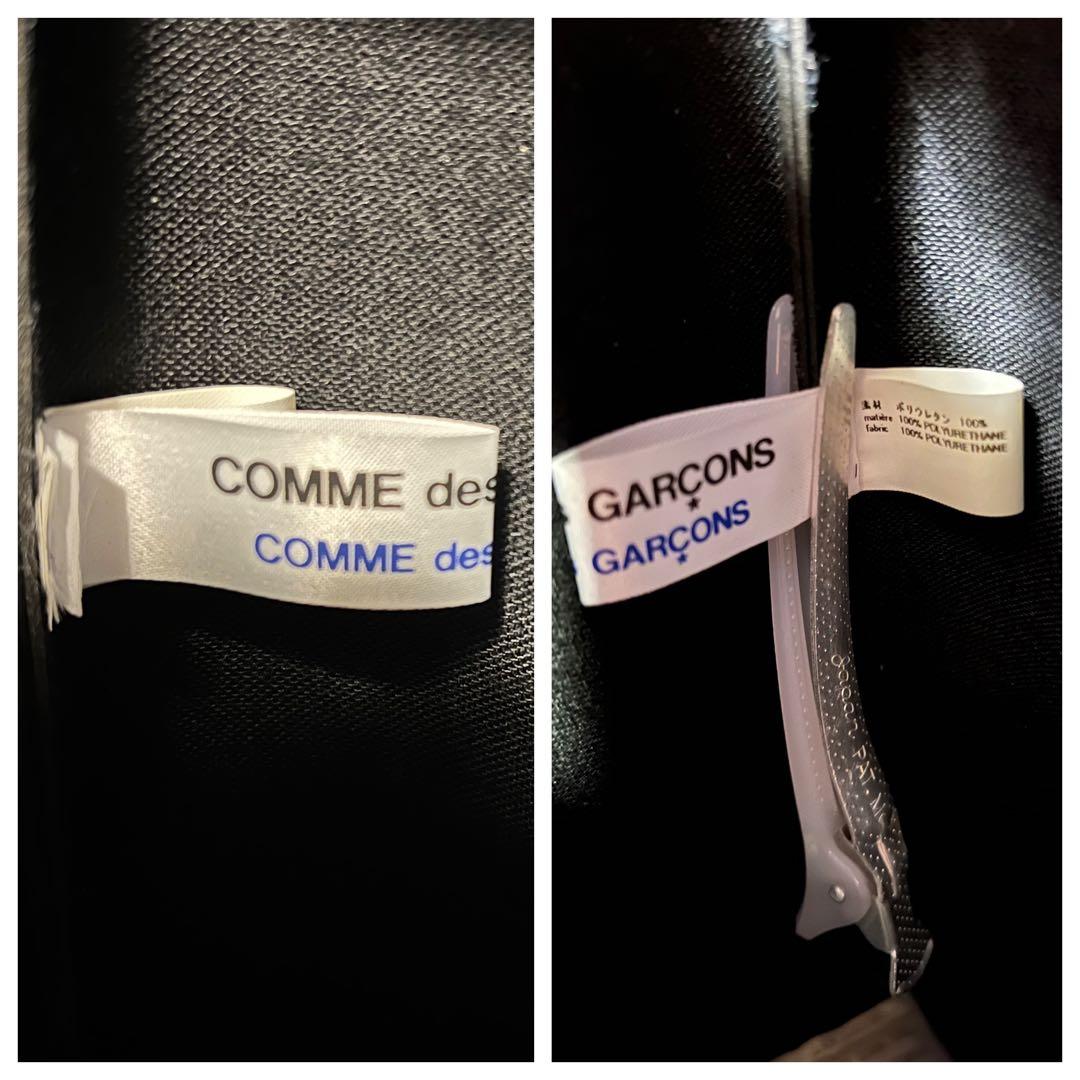 COMME des
COMME des
GARÇONS
GARÇONS
素材 ポリウレタン 100%
matière 100% POLYURETHANE
fabric 100% POLYURETHANE
PAT.